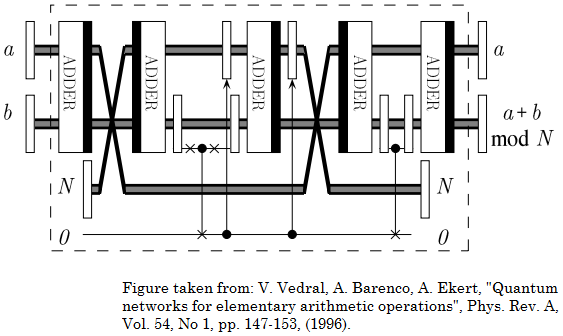 a ADDER ADDER ADDER ADDER ADDER a
b a + b
mod N
N N
0 0
Figure taken from: V. Vedral, A. Barenco, A. Ekert, "Quantum
networks for elementary arithmetic operations", Phys. Rev. A,
Vol. 54, No 1, pp. 147-153, (1996).